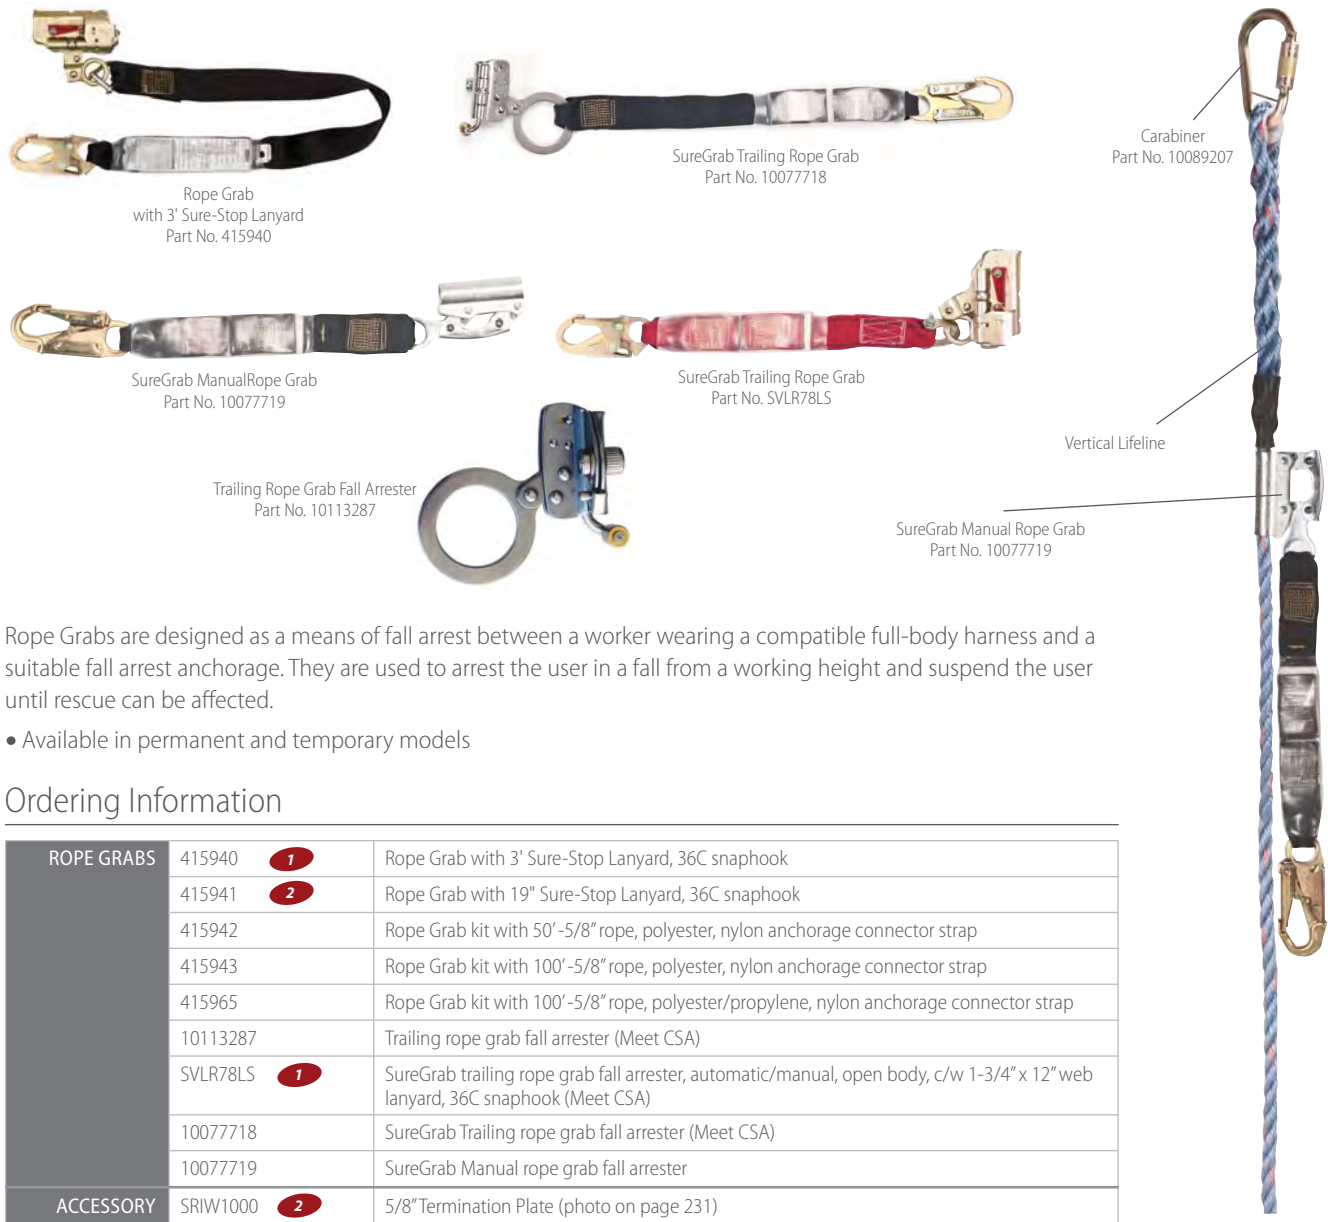 Rope Grab
with 3' Sure-Stop Lanyard
Part No. 415940
SureGrab Trailing Rope Grab
Part No. 10077718
Carabiner
Part No. 10089207
SureGrab ManualRope Grab
Part No. 10077719
SureGrab Trailing Rope Grab
Part No. SVLR78LS
Vertical Lifeline
Trailing Rope Grab Fall Arrester
Part No. 10113287
SureGrab Manual Rope Grab
Part No. 10077719
Rope Grabs are designed as a means of fall arrest between a worker wearing a compatible full-body harness and a
suitable fall arrest anchorage. They are used to arrest the user in a fall from a working height and suspend the user
until rescue can be affected.
• Available in permanent and temporary models
Ordering Information
ROPE GRABS 415940 1 Rope Grab with 3' Sure-Stop Lanyard, 36C snaphook
415941 2 Rope Grab with 19" Sure-Stop Lanyard, 36C snaphook
415942 Rope Grab kit with 50’-5/8” rope, polyester, nylon anchorage connector strap
415943 Rope Grab kit with 100’-5/8” rope, polyester, nylon anchorage connector strap
415965 Rope Grab kit with 100’-5/8” rope, polyester/propylene, nylon anchorage connector strap
10113287 Trailing rope grab fall arrester (Meet CSA)
SVLR78LS 1 SureGrab trailing rope grab fall arrester, automatic/manual, open body, c/w 1-3/4” x 12” web
lanyard, 36C snaphook (Meet CSA)
10077718 SureGrab Trailing rope grab fall arrester (Meet CSA)
10077719 SureGrab Manual rope grab fall arrester
ACCESSORY SRIW1000 2 5/8” Termination Plate (photo on page 231)